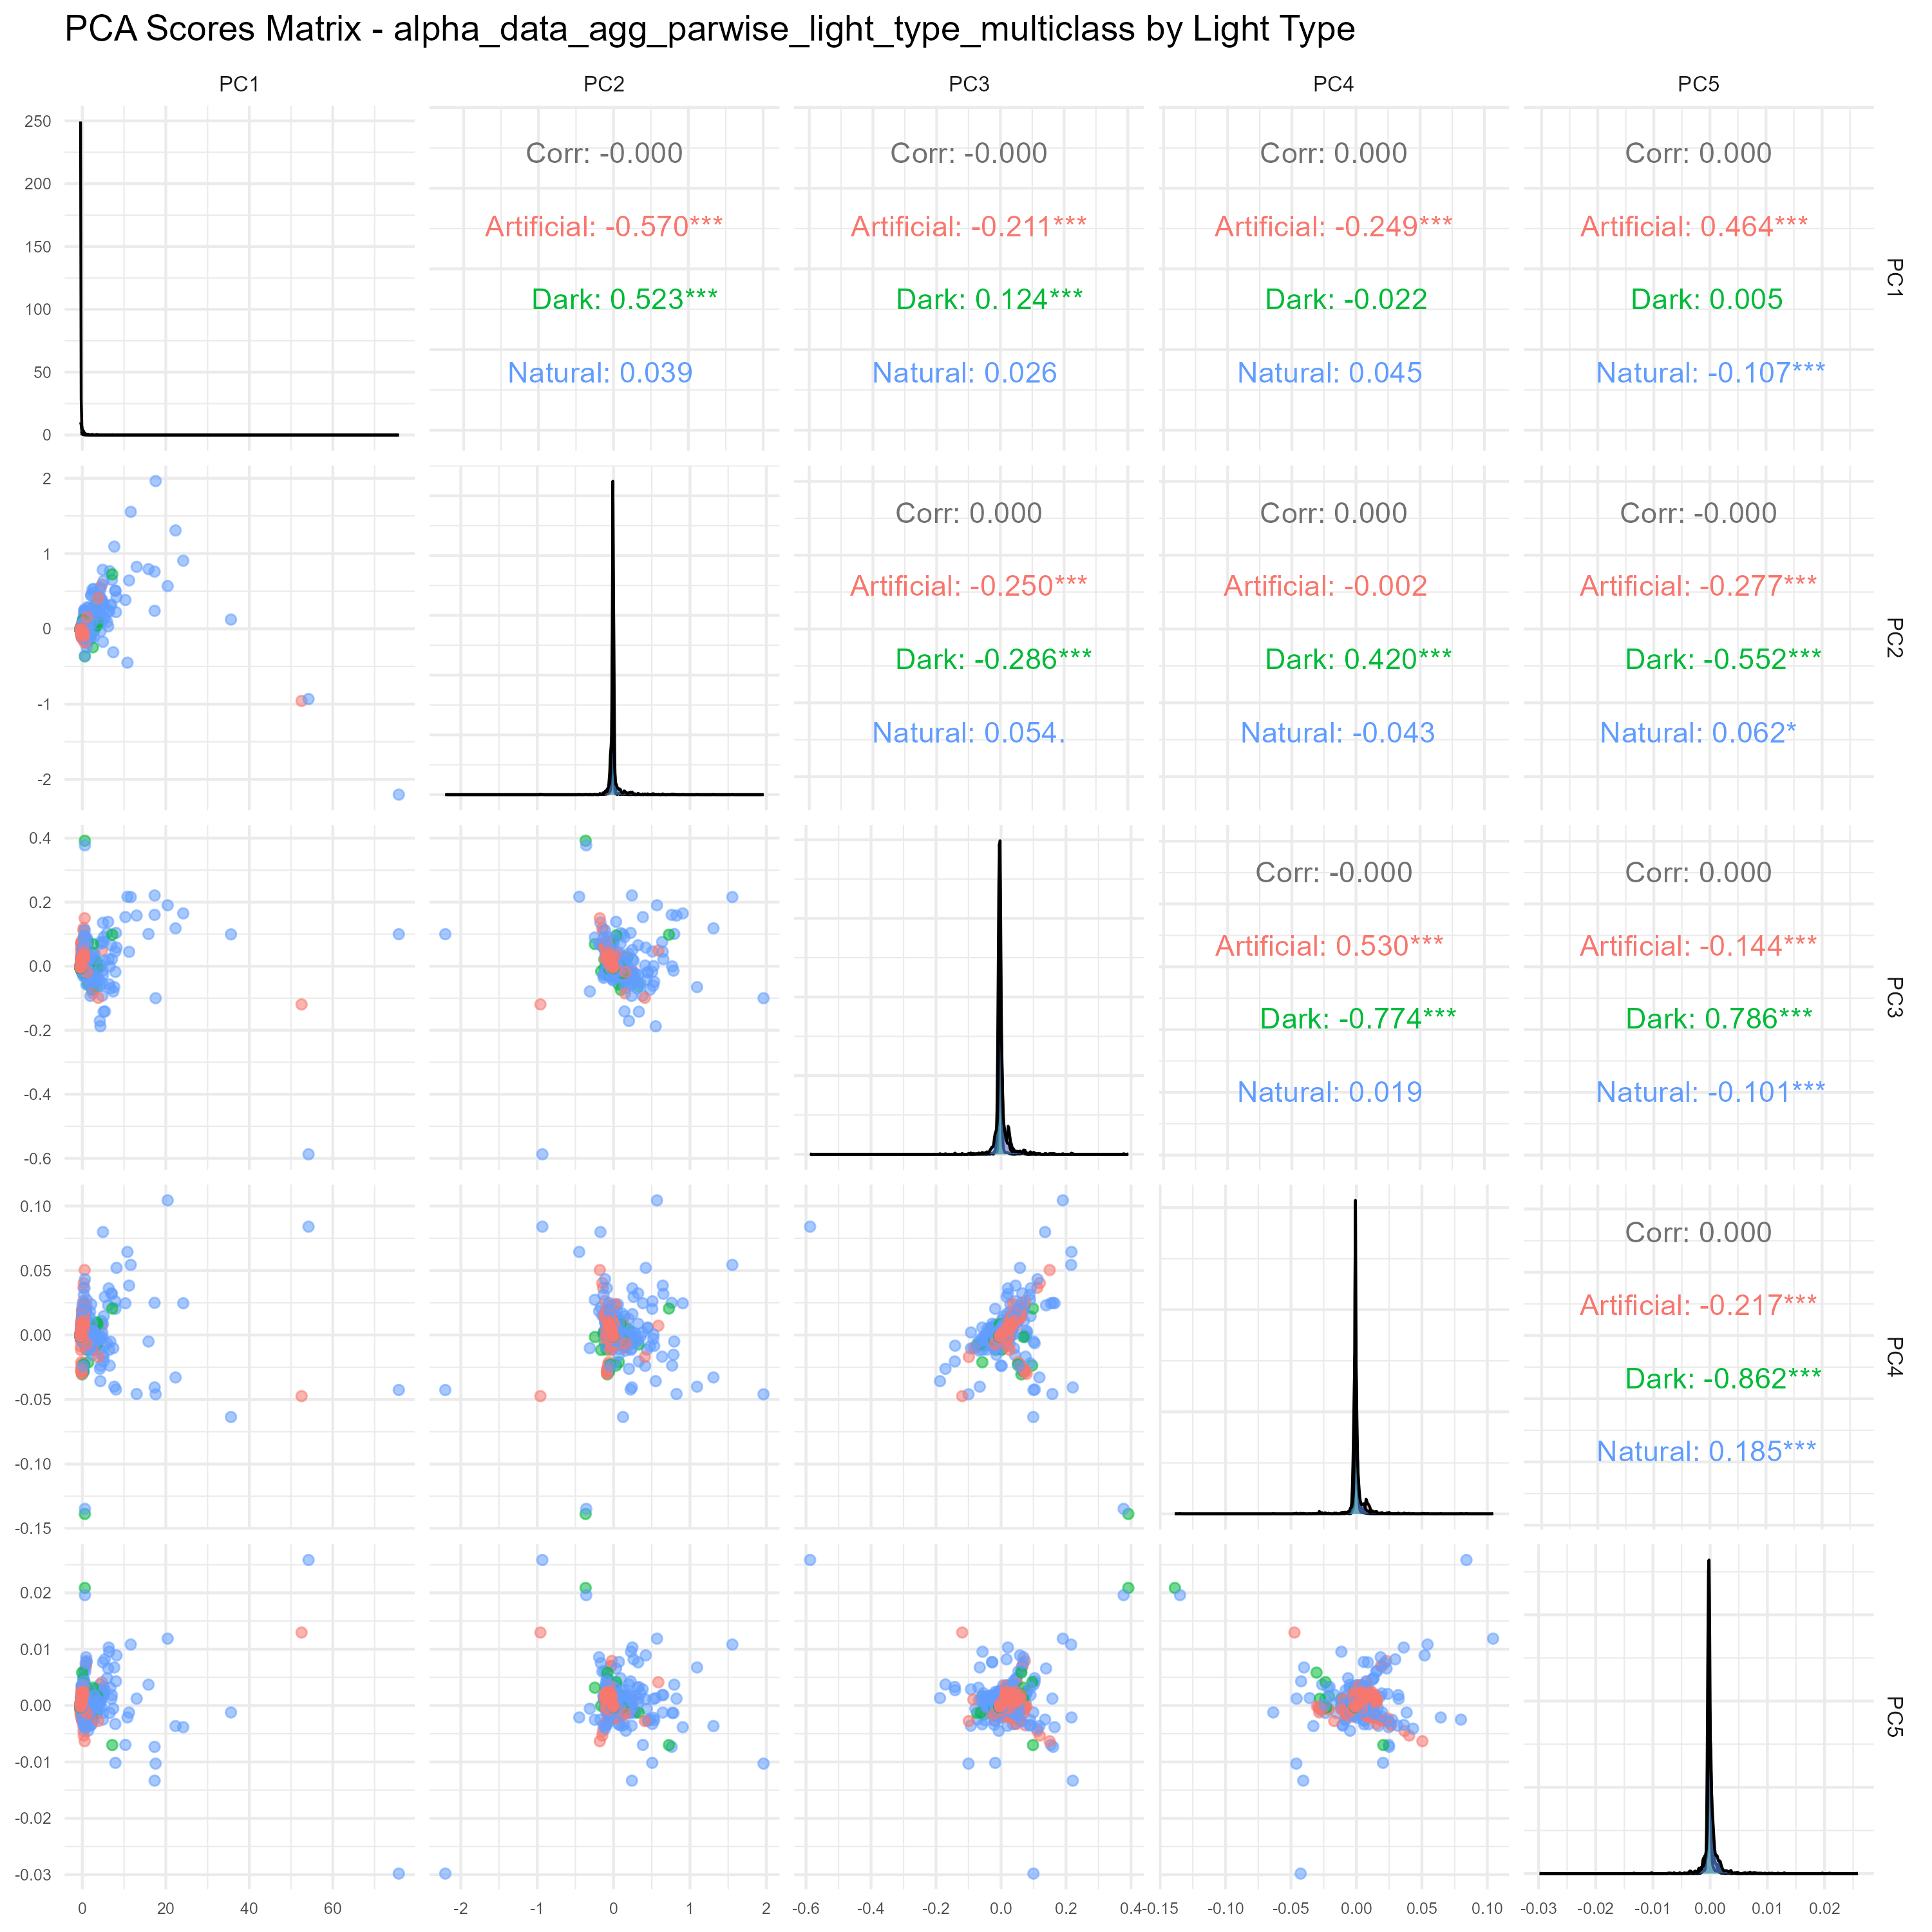 PCA Scores Matrix - alpha_data_agg_parwise_light_type_multiclass by Light Type
PC1 PC2 PC3 PC4 PC5
250
200
150
100
50
0
Corr: -0.000
Artificial: -0.570***
Dark: 0.523***
Natural: 0.039
Corr: -0.000
Artificial: -0.211***
Dark: 0.124***
Natural: 0.026
Corr: 0.000
Artificial: -0.249***
Dark: -0.022
Natural: 0.045
Corr: 0.000
Artificial: 0.464***
Dark: 0.005
Natural: -0.107***
PC1
2
1
0
-1
-2
Corr: 0.000
Artificial: -0.250***
Dark: -0.286***
Natural: 0.054.
Corr: 0.000
Artificial: -0.002
Dark: 0.420***
Natural: -0.043
Corr: -0.000
Artificial: -0.277***
Dark: -0.552***
Natural: 0.062*
PC2
0.4
0.2
0.0
-0.2
-0.4
-0.6
Corr: -0.000
Artificial: 0.530***
Dark: -0.774***
Natural: 0.019
Corr: 0.000
Artificial: -0.144***
Dark: 0.786***
Natural: -0.101***
PC3
0.10
0.05
0.00
-0.05
-0.10
-0.15
Corr: 0.000
Artificial: -0.217***
Dark: -0.862***
Natural: 0.185***
PC4
0.02
0.01
0.00
-0.01
-0.02
-0.03
PC5
0 20 40 60
-2 -1 0 1 2
-0.6 -0.4 -0.2 0.0 0.2 0.4
-0.15 -0.10 -0.05 0.00 0.05 0.10
-0.03 -0.02 -0.01 0.00 0.01 0.02